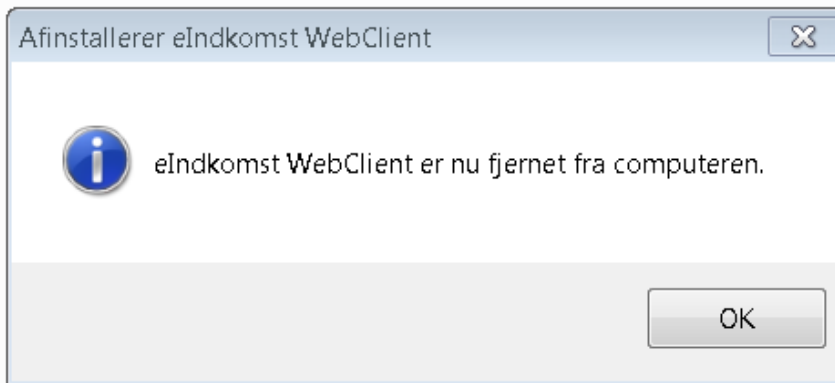 Afinstallerer eIndkomst WebClient
eIndkomst WebClient er nu fjernet fra computeren.
OK